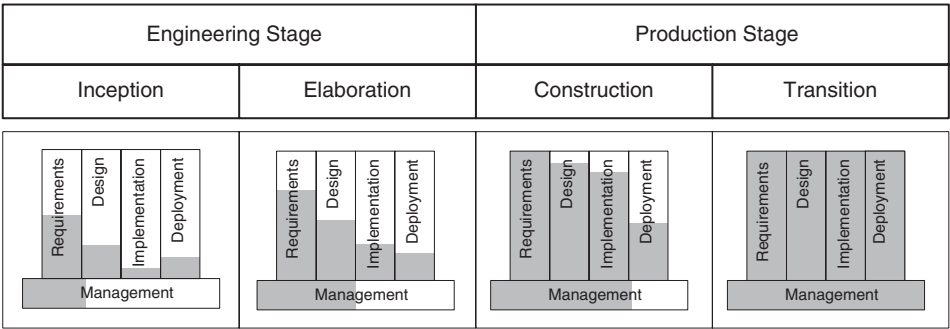 Engineering Stage
Production Stage
Inception
Elaboration
Construction
Transition
Requirements
Design
Implementation
Deployment
Management
Requirements
Design
Implementation
Deployment
Management
Requirements
Design
Implementation
Deployment
Management
Requirements
Design
Implementation
Deployment
Management